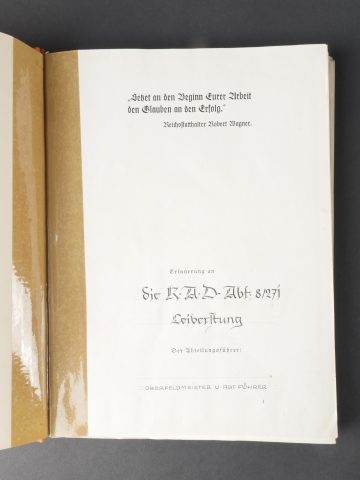 „Setzet an den Beginn Eurer Arbeit
den Glauben an den Erfolg.“
Reichsstatthalter Robert Wagner.
Erinnerung an
die R.A.D-Abt. 8/271
Leiberstung
Der Abteilungsführer:
OBERFELDMEISTER U. ABT. FÜHRER